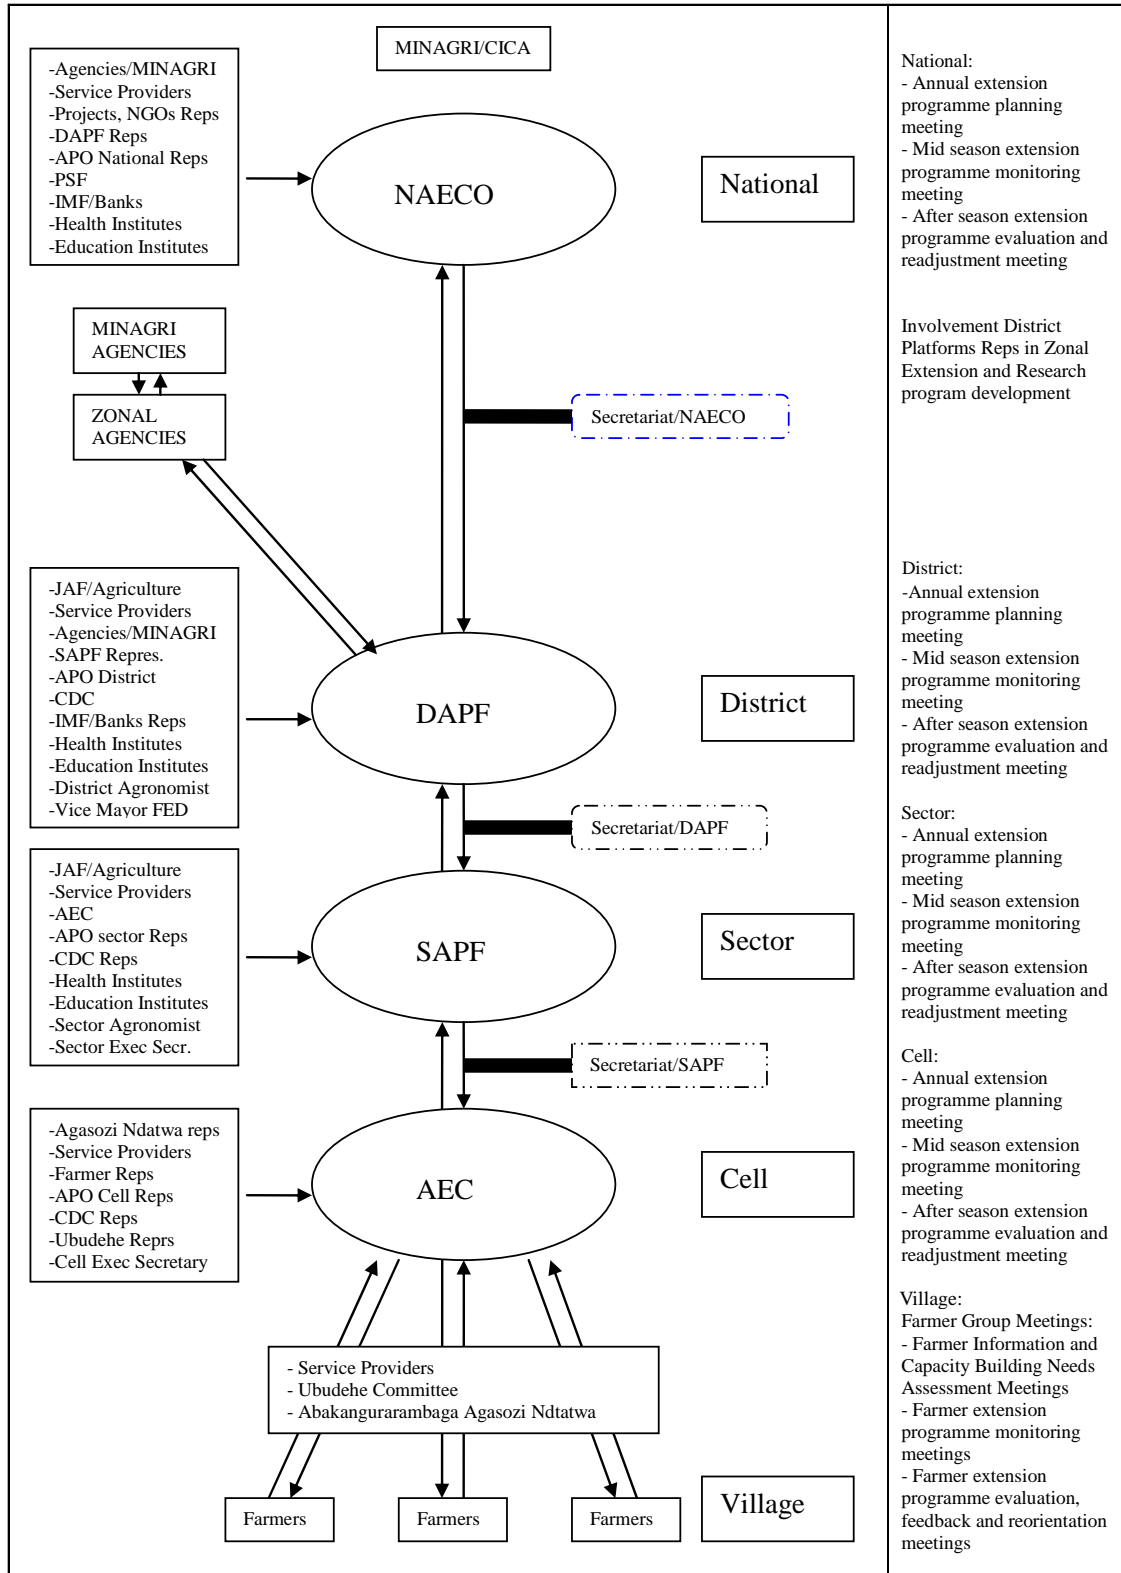 MINAGRI/CICA
-Agencies/MINAGRI
-Service Providers
-Projects, NGOs Reps
-DAPF Reps
-APO National Reps
-PSF
-IMF/Banks
-Health Institutes
-Education Institutes
NAECO
National
MINAGRI
AGENCIES
ZONAL
AGENCIES
Secretariat/NAECO
-JAF/Agriculture
-Service Providers
-Agencies/MINAGRI
-SAPF Repres.
-APO District
-CDC
-IMF/Banks Reps
-Health Institutes
-Education Institutes
-District Agronomist
-Vice Mayor FED
DAPF
District
Secretariat/DAPF
-JAF/Agriculture
-Service Providers
-AEC
-APO sector Reps
-CDC Reps
-Health Institutes
-Education Institutes
-Sector Agronomist
-Sector Exec Secr.
SAPF
Sector
Secretariat/SAPF
-Agasozi Ndatwa reps
-Service Providers
-Farmer Reps
-APO Cell Reps
-CDC Reps
-Ubudehe Reprs
-Cell Exec Secretary
AEC
Cell
- Service Providers
- Ubudehe Committee
- Abakangurarambaga Agasozi Ndtatwa
Farmers
Farmers
Farmers
Village
National:
- Annual extension
programme planning
meeting
- Mid season extension
programme monitoring
meeting
- After season extension
programme evaluation and
readjustment meeting
Involvement District
Platforms Reps in Zonal
Extension and Research
program development
District:
-Annual extension
programme planning
meeting
- Mid season extension
programme monitoring
meeting
- After season extension
programme evaluation and
readjustment meeting
Sector:
- Annual extension
programme planning
meeting
- Mid season extension
programme monitoring
meeting
- After season extension
programme evaluation and
readjustment meeting
Cell:
- Annual extension
programme planning
meeting
- Mid season extension
programme monitoring
meeting
- After season extension
programme evaluation and
readjustment meeting
Village:
Farmer Group Meetings:
- Farmer Information and
Capacity Building Needs
Assessment Meetings
- Farmer extension
programme monitoring
meetings
- Farmer extension
programme evaluation,
feedback and reorientation
meetings